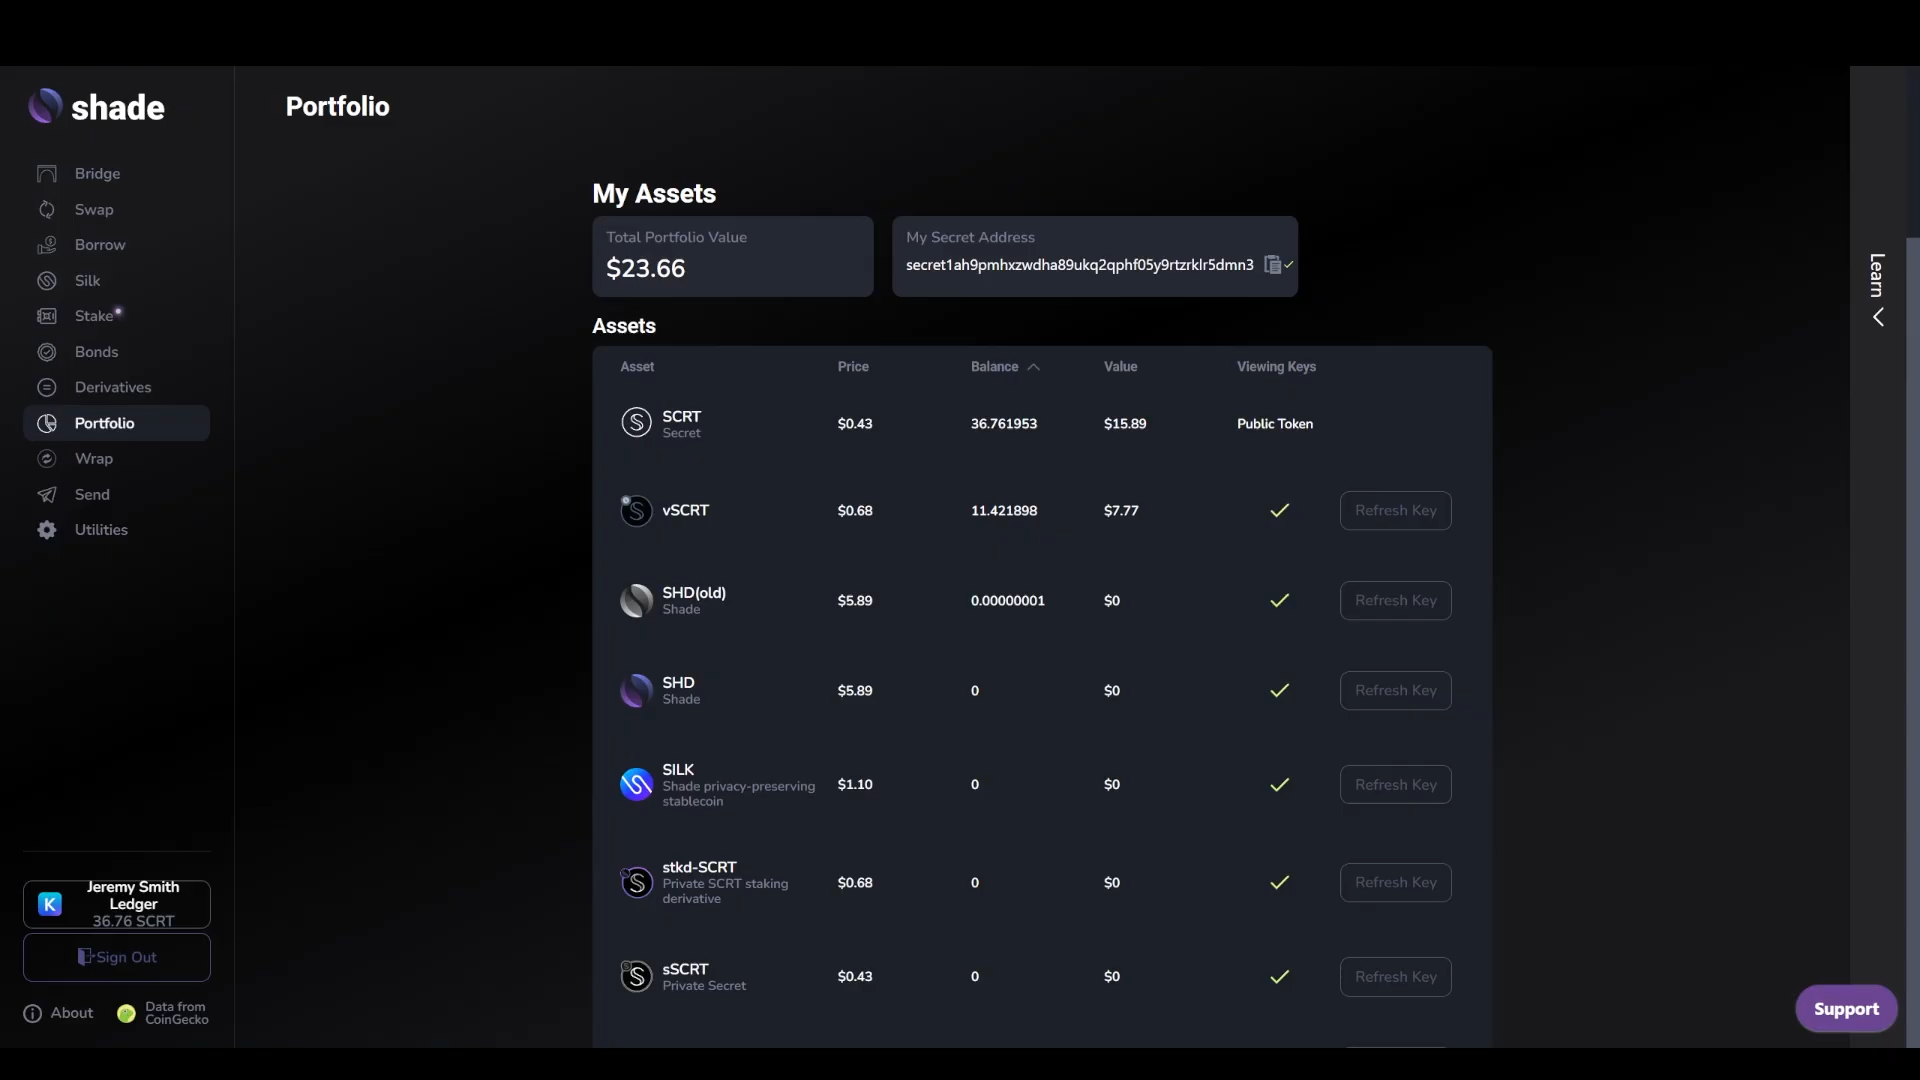 shade
Portfolio
Bridge
Swap
Borrow
Silk
Stake
Bonds
Derivatives
Portfolio
Wrap
Send
Utilities
Jeremy Smith
Ledger
36.76 SCRT
Sign Out
About
Data from
CoinGecko
My Assets
Total Portfolio Value
$23.66
My Secret Address
secret1ah9pmhxzwdha89ukq2qphf05y9rtzrklr5dmn3
Assets
Asset Price Balance Value Viewing Keys
SCRT
Secret
$0.43 36.761953 $15.89 Public Token
vSCRT $0.68 11.421898 $7.77 Refresh Key
SHD(old)
Shade
$5.89 0.00000001 $0 Refresh Key
SHD
Shade
$5.89 0 $0 Refresh Key
SILK
Shade privacy-preserving
stablecoin
$1.10 0 $0 Refresh Key
stkd-SCRT
Private SCRT staking
derivative
$0.68 0 $0 Refresh Key
sSCRT
Private Secret
$0.43 0 $0 Refresh Key
Learn
Support